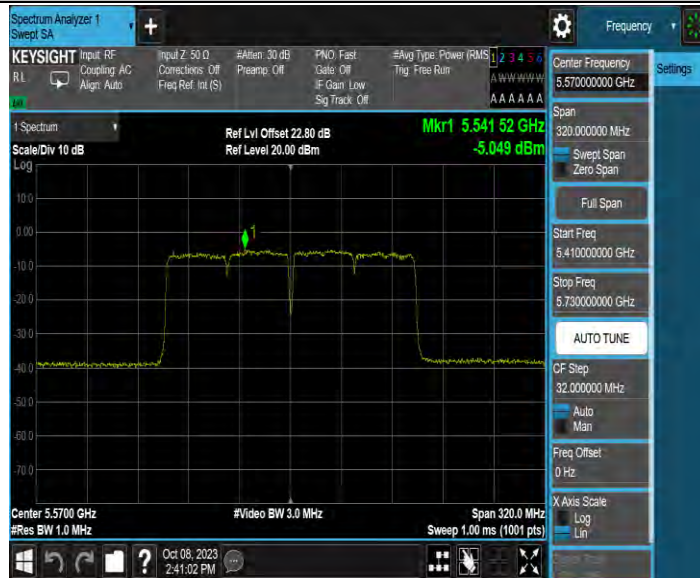 Spectrum Analyzer 1
Swept SA
+
Frequency
KEYSIGHT
RL
Input: RF
Coupling: AC
Align: Auto
Input Z: 50 Ω
Corrections: Off
Freq Ref: Int (S)
#Atten: 30 dB
Preamp: Off
PNO: Fast
Gate: Off
IF Gain: Low
Sig Track: Off
#Avg Type: Power (RMS
Trig: Free Run
1 2 3 4 5 6
A W W W W W
A A A A A A
1 Spectrum
Scale/Div 10 dB
Ref Lvl Offset 22.80 dB
Ref Level 20.00 dBm
Mkr1 5.541 52 GHz
-5.049 dBm
Log
10.0
0.00
-10.0
-20.0
-30.0
-40.0
-50.0
-60.0
-70.0
1
Center 5.5700 GHz
#Res BW 1.0 MHz
#Video BW 3.0 MHz
Span 320.0 MHz
Sweep 1.00 ms (1001 pts)
Oct 08, 2023
2:41:02 PM
?
Center Frequency
5.570000000 GHz
Settings
Span
320.000000 MHz
Swept Span
Zero Span
Full Span
Start Freq
5.410000000 GHz
Stop Freq
5.730000000 GHz
AUTO TUNE
CF Step
32.000000 MHz
Auto
Man
Freq Offset
0 Hz
X Axis Scale
Log
Lin